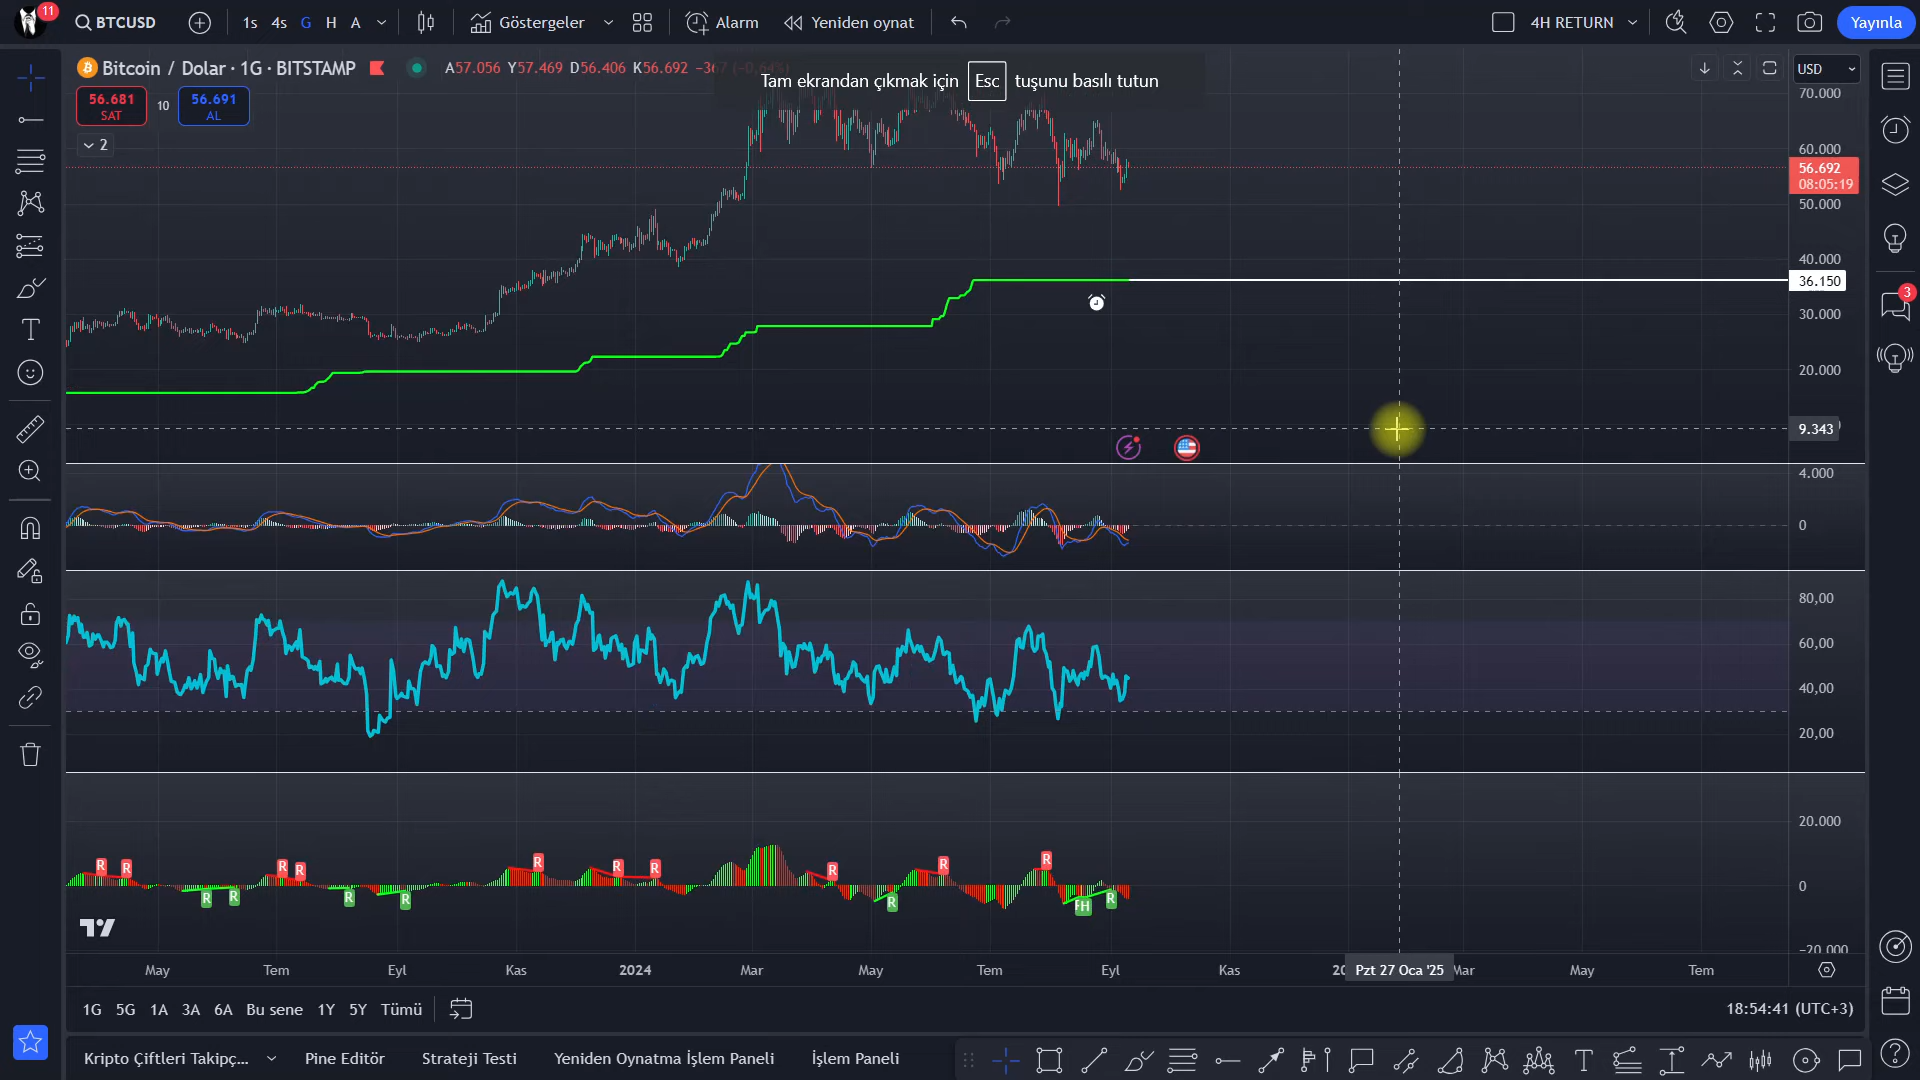 11
BTCUSD
1s
4s
G
H
A
Göstergeler
Alarm
Yeniden oynat
4H RETURN
Yayınla
Bitcoin / Dolar · 1G · BITSTAMP
A57.056 Y57.469 D56.406 K56.692
Tam ekrandan çıkmak için Esc tuşunu basılı tutun
USD
56.681
SAT
10
56.691
AL
2
70.000
60.000
56.692
08:05:19
50.000
40.000
36.150
30.000
20.000
9.343
3
4.000
0
80,00
60,00
40,00
20,00
20.000
0
−20.000
R R R R R R R R R R R
R R R R R H R
May Tem Eyl Kas 2024 Mar May Tem Eyl Kas Pzt 27 Oca '25 Mar May Tem
1G 5G 1A 3A 6A Bu sene 1Y 5Y Tümü
18:54:41 (UTC+3)
Kripto Çiftleri Takipç...
Pine Editör
Strateji Testi
Yeniden Oynatma İşlem Paneli
İşlem Paneli